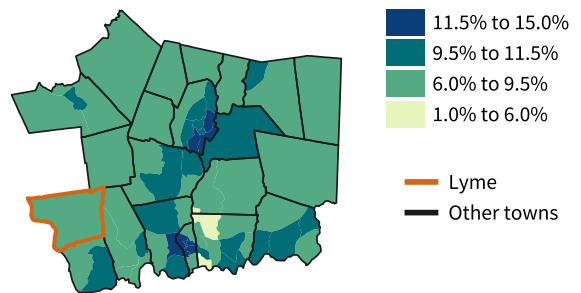 11.5% to 15.0%
9.5% to 11.5%
6.0% to 9.5%
1.0% to 6.0%
Lyme
Other towns